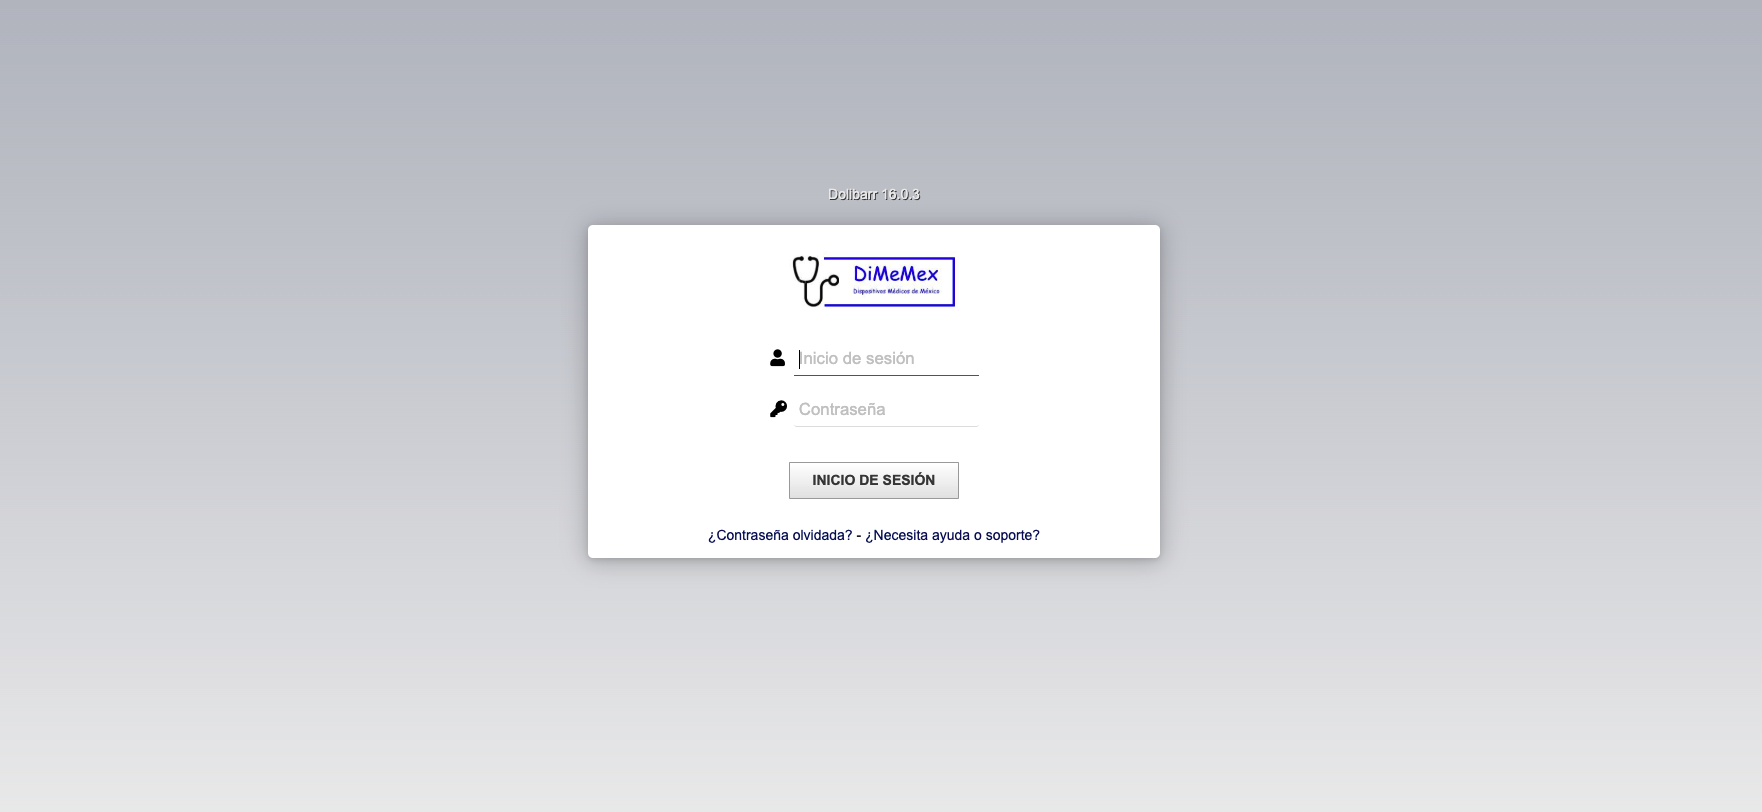 Dolibarr 16.0.3
DiMeMex
Dispositivos Médicos de México
Inicio de sesión
Contraseña
INICIO DE SESIÓN
¿Contraseña olvidada? - ¿Necesita ayuda o soporte?